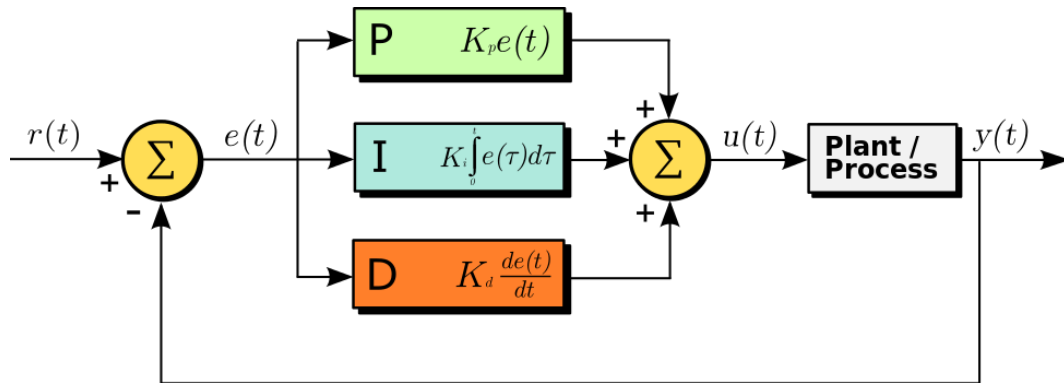 P K_p e(t)
r(t)
+
-
Σ
e(t)
I K_i ∫_0^t e(τ)dτ
+
+
+
Σ
u(t)
Plant /
Process
y(t)
D K_d de(t)/dt